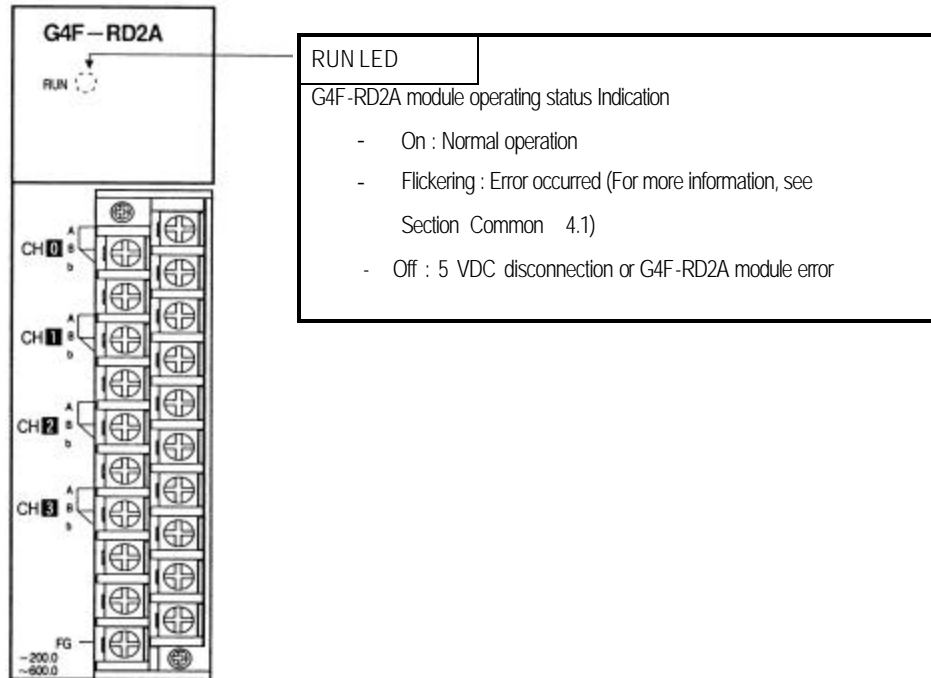 G4F-RD2A
RUN
RUN LED
G4F-RD2A module operating status Indication
- On : Normal operation
- Flickering : Error occurred (For more information, see
Section Common 4.1)
- Off : 5 VDC disconnection or G4F-RD2A module error
CH 0 A B b
CH 1 A B b
CH 2 A B b
CH 3 A B b
FG
-200.0
~600.0